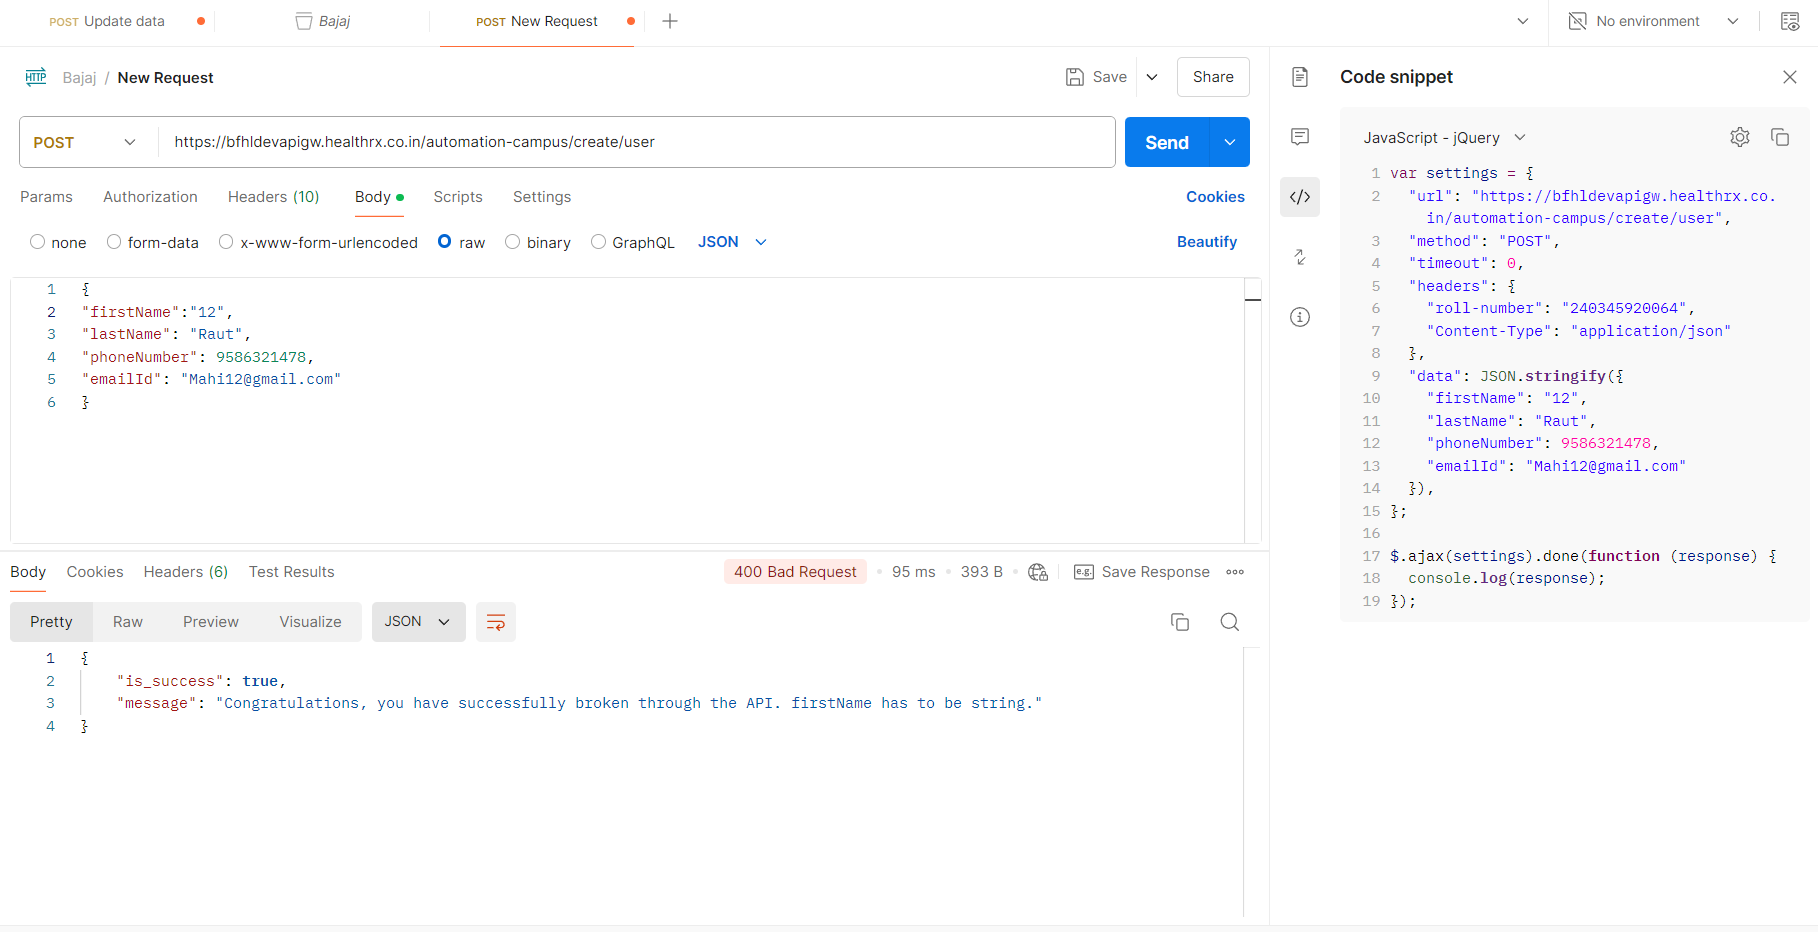 POST Update data
Bajaj
POST New Request
No environment
HTTP Bajaj / New Request
Save
Share
POST
https://bfhldevapigw.healthrx.co.in/automation-campus/create/user
Send
Params Authorization Headers (10) Body Scripts Settings
Cookies
none form-data x-www-form-urlencoded raw binary GraphQL JSON
Beautify
1 {
2 "firstName":"12",
3 "lastName": "Raut",
4 "phoneNumber": 9586321478,
5 "emailId": "Mahi12@gmail.com"
6 }
Body Cookies Headers (6) Test Results
400 Bad Request 95 ms 393 B
e.g. Save Response
Pretty Raw Preview Visualize JSON
1 {
2 "is_success": true,
3 "message": "Congratulations, you have successfully broken through the API. firstName has to be string."
4 }
Code snippet
JavaScript - jQuery
1 var settings = {
2 "url": "https://bfhldevapigw.healthrx.co.
in/automation-campus/create/user",
3 "method": "POST",
4 "timeout": 0,
5 "headers": {
6 "roll-number": "240345920064",
7 "Content-Type": "application/json"
8 },
9 "data": JSON.stringify({
10 "firstName": "12",
11 "lastName": "Raut",
12 "phoneNumber": 9586321478,
13 "emailId": "Mahi12@gmail.com"
14 }),
15 };
16
17 $.ajax(settings).done(function (response) {
18 console.log(response);
19 });